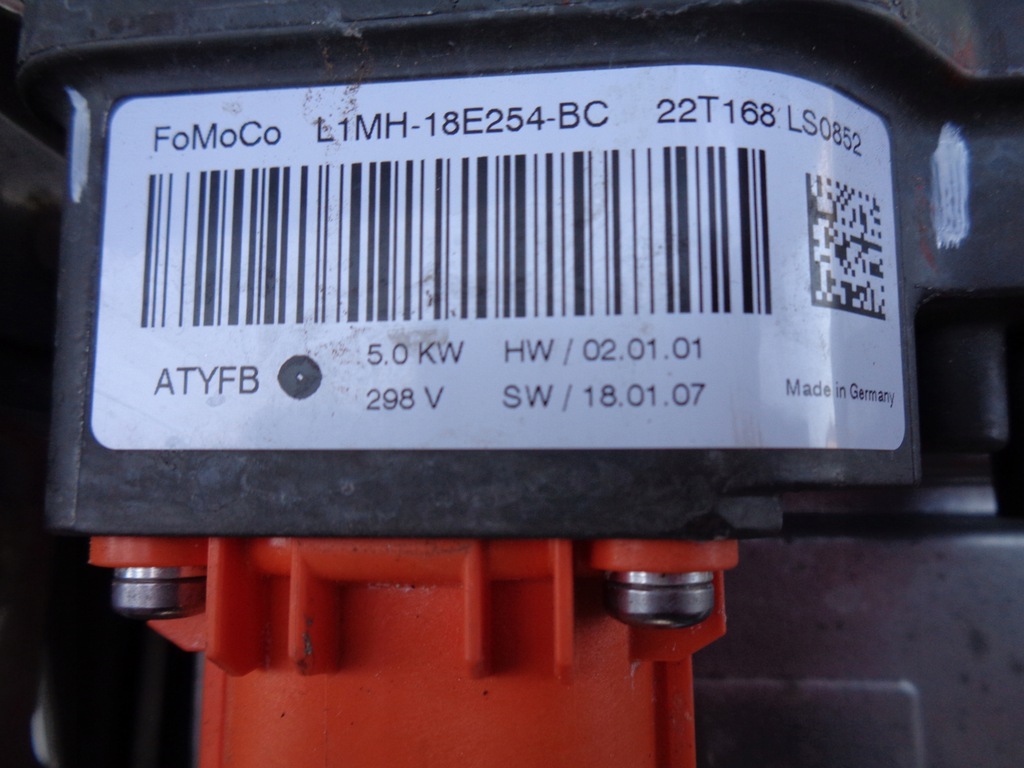 FoMoCo L1MH-18E254-BC 22T168 LS0852
ATYFB
5.0 KW HW / 02.01.01
298 V SW / 18.01.07
Made in Germany